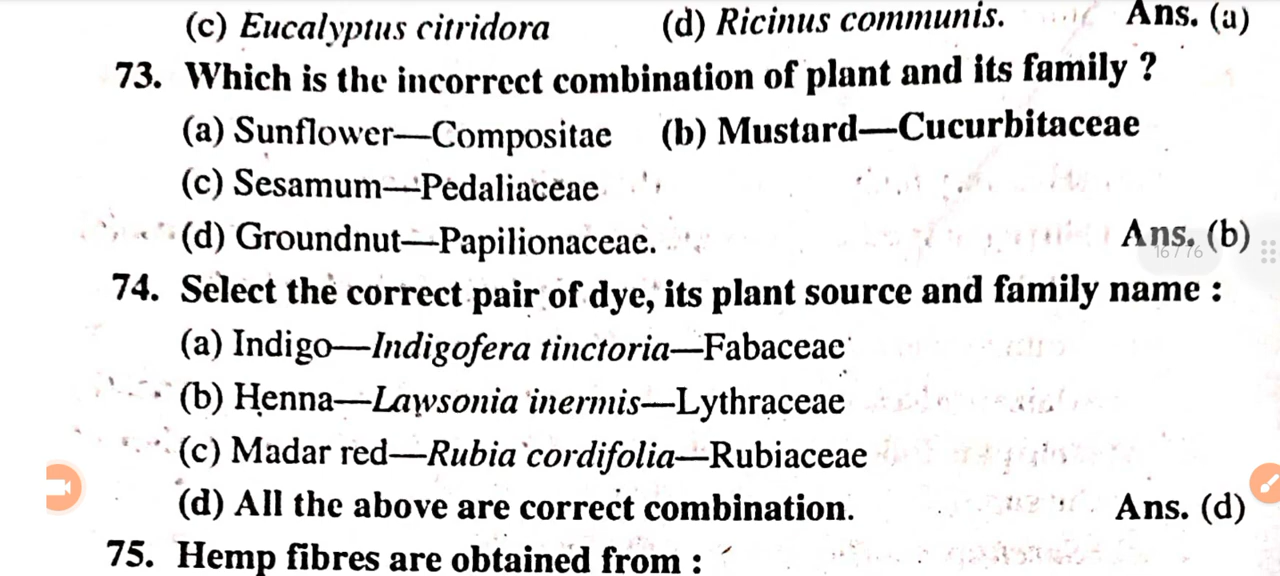 (c) Eucalyptus citridora (d) Ricinus communis. Ans. (a)
73. Which is the incorrect combination of plant and its family ?
(a) Sunflower—Compositae (b) Mustard—Cucurbitaceae
(c) Sesamum—Pedaliaceae
(d) Groundnut—Papilionaceae. Ans. (b)
16 / 76
74. Select the correct pair of dye, its plant source and family name :
(a) Indigo—Indigofera tinctoria—Fabaceae
(b) Henna—Lawsonia inermis—Lythraceae
(c) Madar red—Rubia cordifolia—Rubiaceae
(d) All the above are correct combination. Ans. (d)
75. Hemp fibres are obtained from :